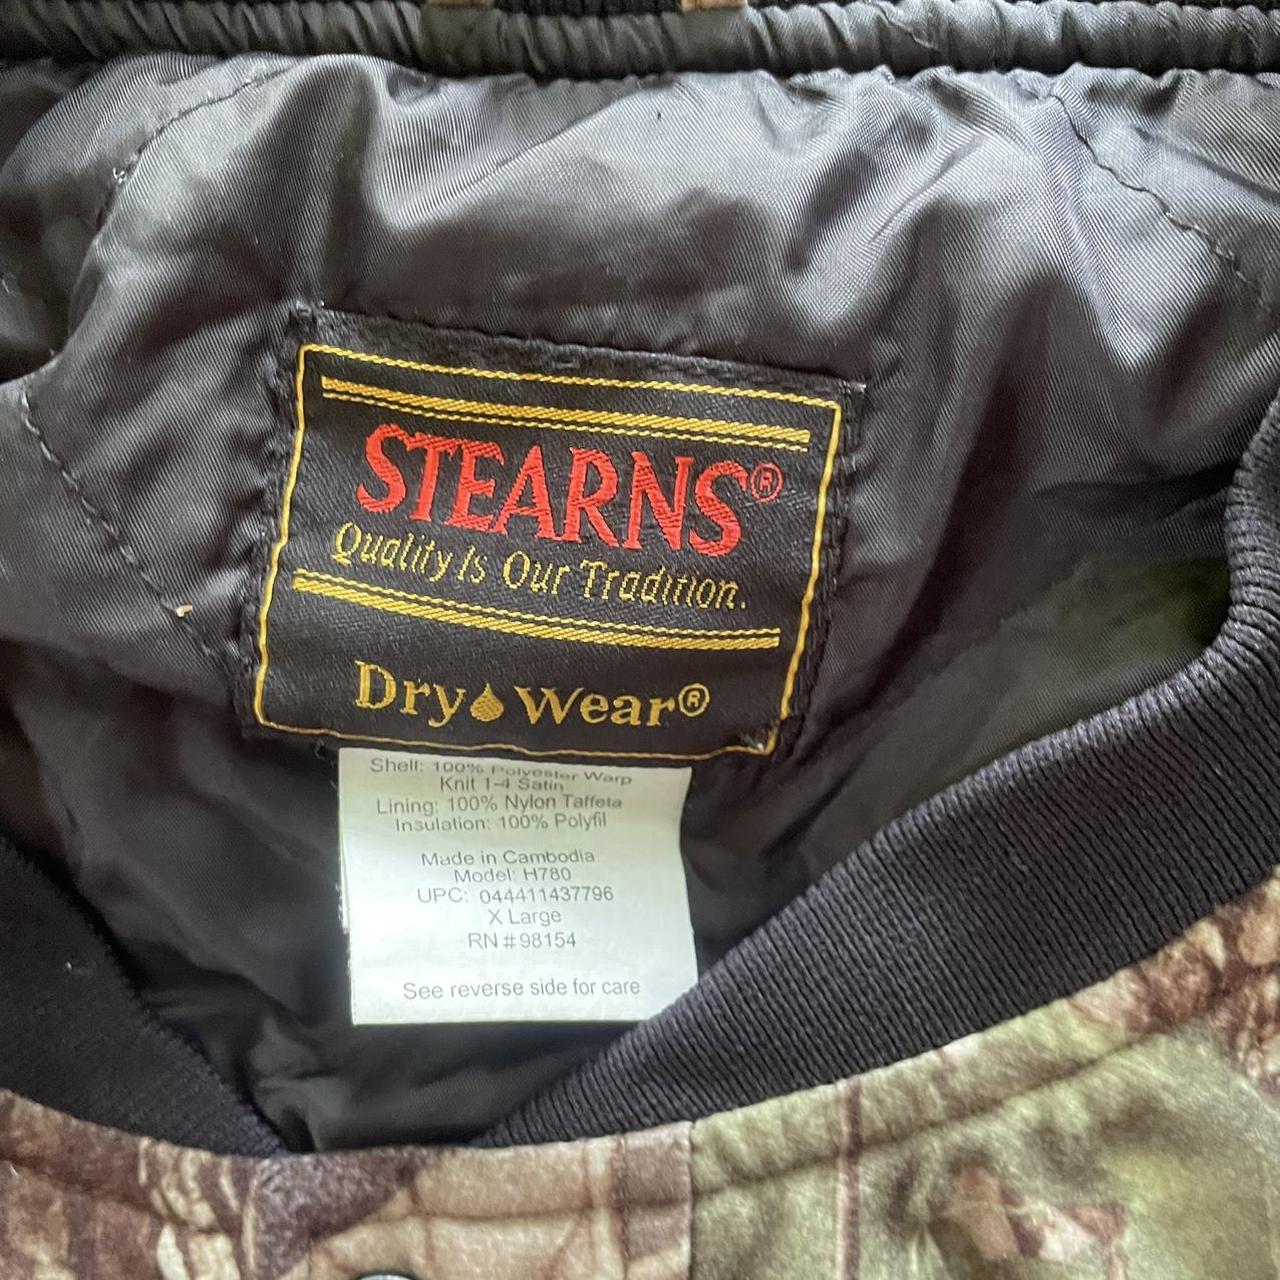 STEARNS®
Quality Is Our Tradition.
Dry Wear®
Shell: 100% Polyester Warp
Knit 1-4 Satin
Lining: 100% Nylon Taffeta
Insulation: 100% Polyfil
Made in Cambodia
Model: H780
UPC: 044411437796
X Large
RN#98154
See reverse side for care